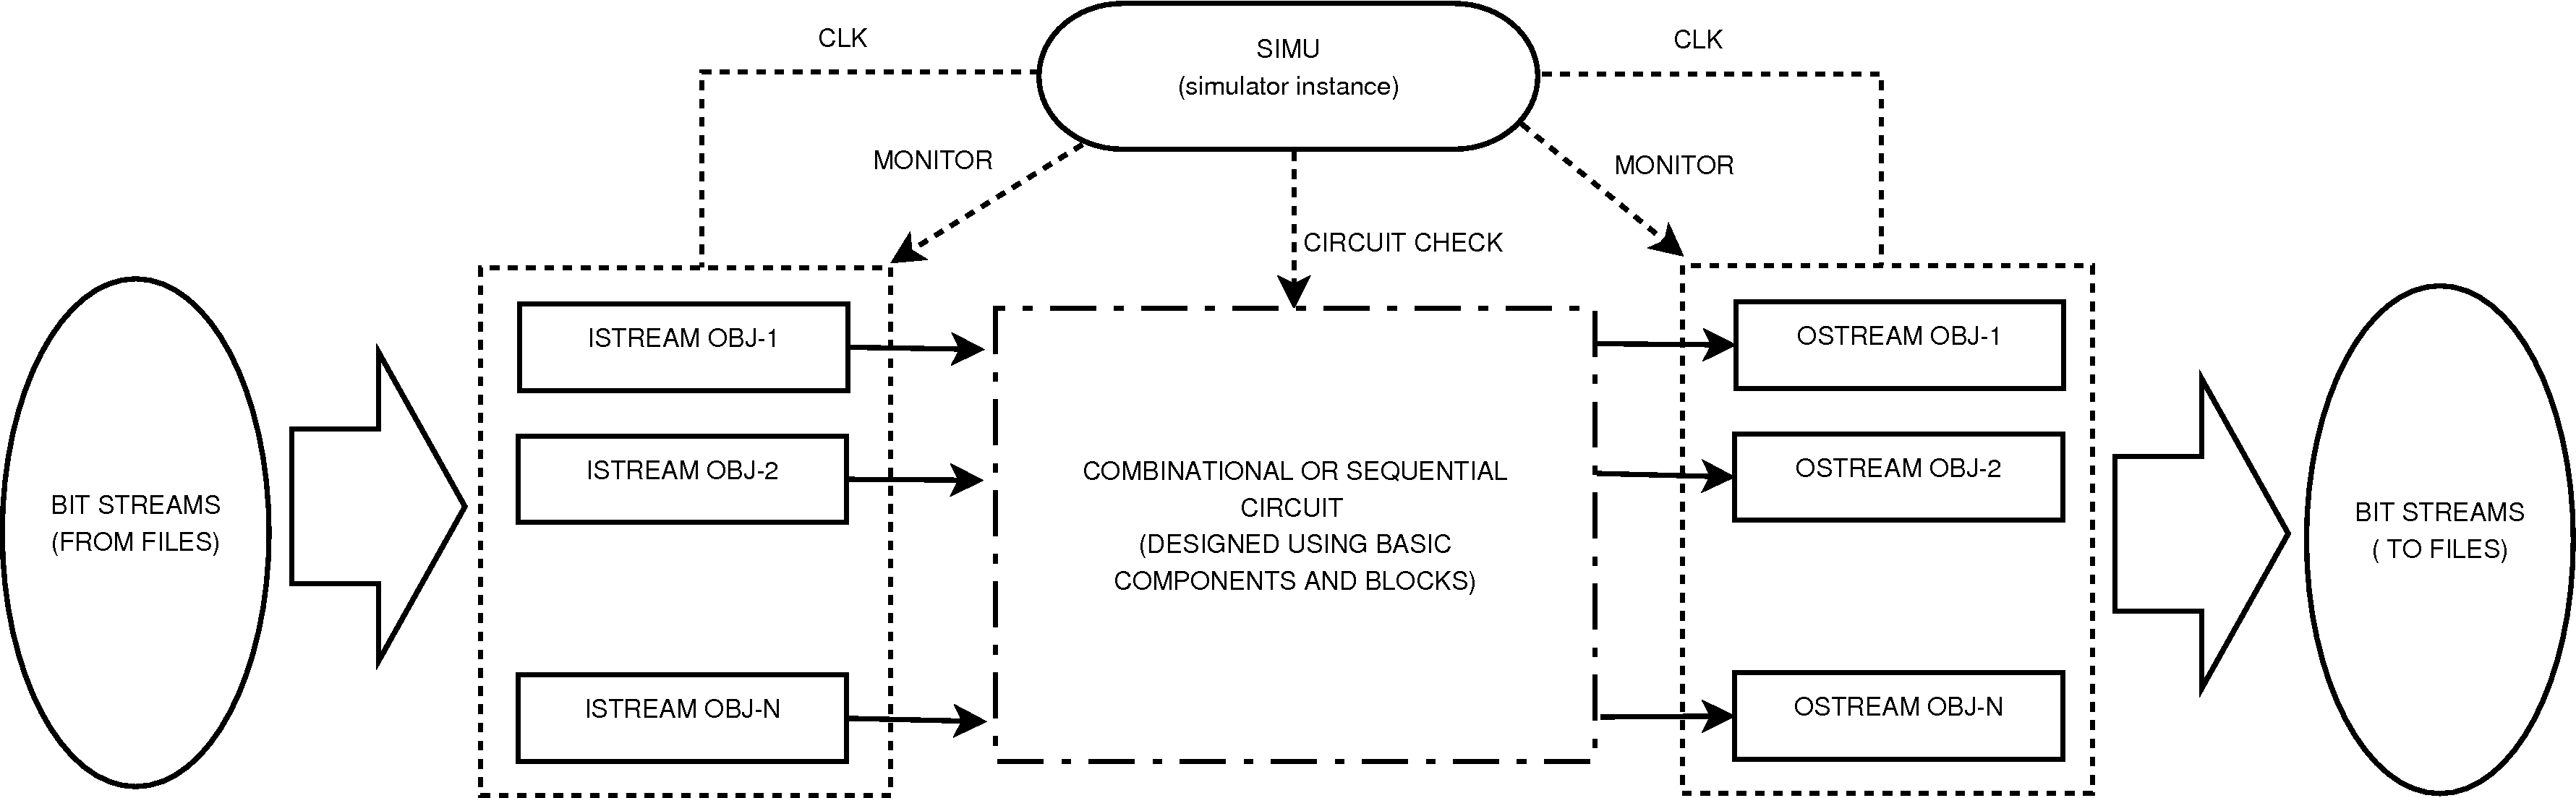 CLK
SIMU
(simulator instance)
CLK
MONITOR
MONITOR
CIRCUIT CHECK
BIT STREAMS
(FROM FILES)
ISTREAM OBJ-1
ISTREAM OBJ-2
ISTREAM OBJ-N
COMBINATIONAL OR SEQUENTIAL
CIRCUIT
(DESIGNED USING BASIC
COMPONENTS AND BLOCKS)
OSTREAM OBJ-1
OSTREAM OBJ-2
OSTREAM OBJ-N
BIT STREAMS
( TO FILES)